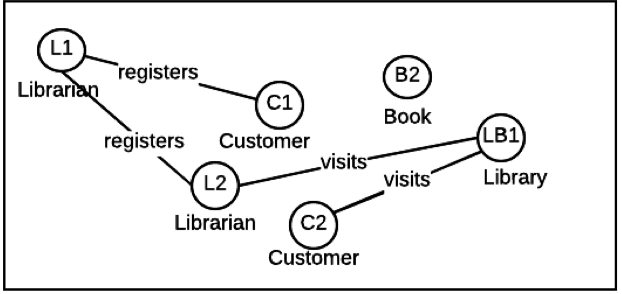 L1
Librarian
registers
C1
Customer
B2
Book
registers
LB1
Library
visits
visits
L2
Librarian
C2
Customer